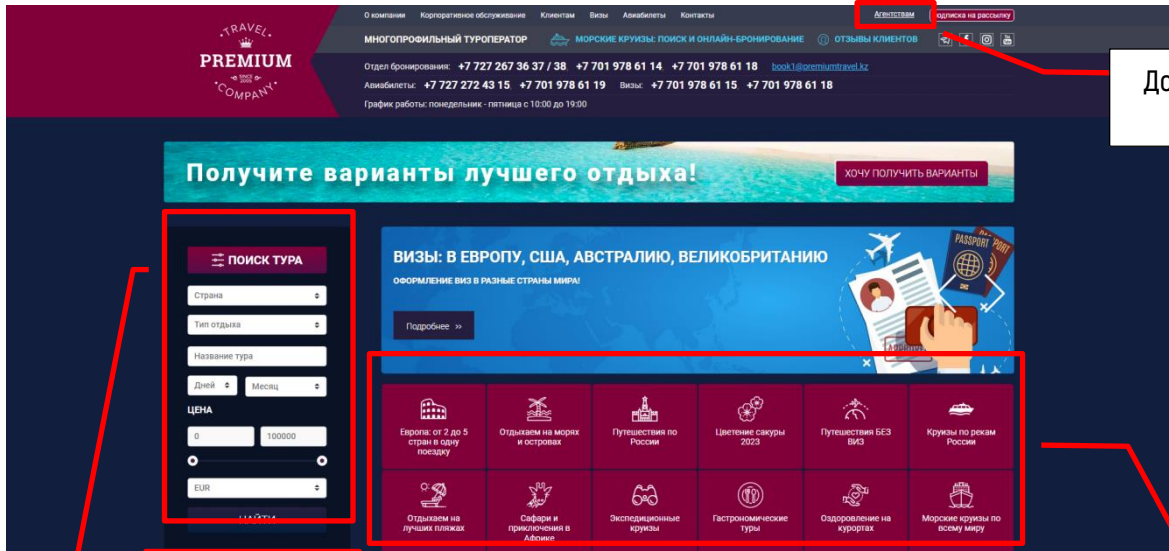 TRAVEL
PREMIUM
SINCE
COMPANY
О компании Корпоративное обслуживание Клиентам Визы Авиабилеты Контакты Агентствам подписка на рассылку
МНОГОПРОФИЛЬНЫЙ ТУРОПЕРАТОР МОРСКИЕ КРУИЗЫ: ПОИСК И ОНЛАЙН-БРОНИРОВАНИЕ ОТЗЫВЫ КЛИЕНТОВ
Отдел бронирования: +7 727 267 36 37 / 38, +7 701 978 61 14, +7 701 978 61 18 book1@premiumtravel.kz
Авиабилеты: +7 727 272 43 15, +7 701 978 61 19 Визы: +7 701 978 61 15, +7 701 978 61 18
График работы: понедельник - пятница с 10:00 до 19:00
До
Получите варианты лучшего отдыха!
ХОЧУ ПОЛУЧИТЬ ВАРИАНТЫ
ПОИСК ТУРА
Страна
Тип отдыха
Название тура
Дней Месяц
ЦЕНА
0 100000
EUR
НАЙТИ
ВИЗЫ: В ЕВРОПУ, США, АВСТРАЛИЮ, ВЕЛИКОБРИТАНИЮ
ОФОРМЛЕНИЕ ВИЗ В РАЗНЫЕ СТРАНЫ МИРА!
Подробнее »
PASSPORT
Европа: от 2 до 5
стран в одну
поездку
Отдыхаем на морях
и островах
Путешествия по
России
Цветение сакуры
2023
Путешествия БЕЗ
ВИЗ
Круизы по рекам
России
Отдыхаем на
лучших пляжах
Сафари и
приключения в
Африке
Экспедиционные
круизы
Гастрономические
туры
Оздоровление на
курортах
Морские круизы по
всему миру